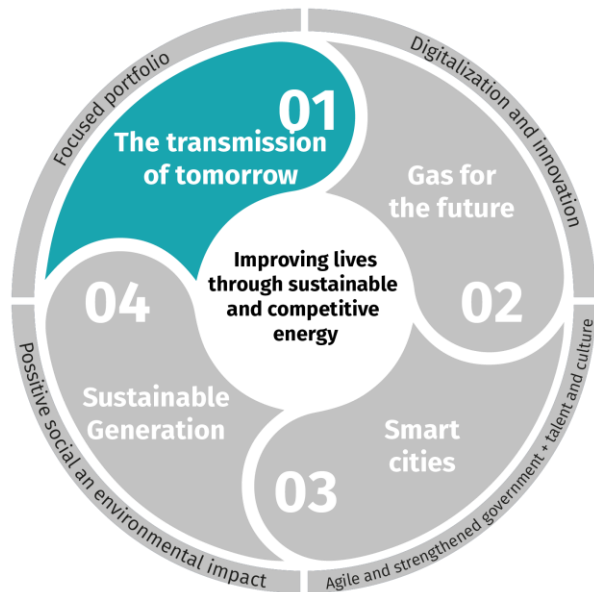 Focused portfolio
Digitalization and innovation
01
The transmission
of tomorrow
Gas for
the future
02
Improving lives
through sustainable
and competitive
energy
04
Sustainable
Generation
Smart
cities
03
Possitive social an environmental impact
Agile and strengthened government + talent and culture